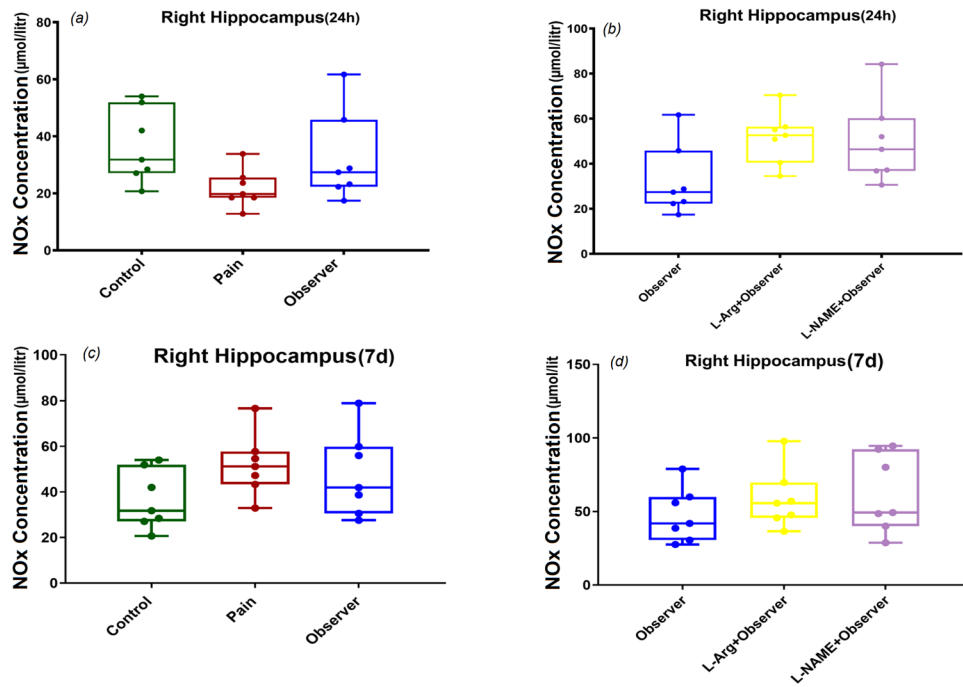 (a)
Right Hippocampus(24h)
NOx Concentration(µmol/litr)
80
60
40
20
0
Control
Pain
Observer
(b)
Right Hippocampus(24h)
NOx Concentration(µmol/litr)
100
80
60
40
20
0
Observer
L-Arg+Observer
L-NAME+Observer
(c)
Right Hippocampus(7d)
NOx Concentration(µmol/litr)
100
80
60
40
20
0
Control
Pain
Observer
(d)
Right Hippocampus(7d)
NOx Concentration(µmol/lit
150
100
50
0
Observer
L-Arg+Observer
L-NAME+Observer